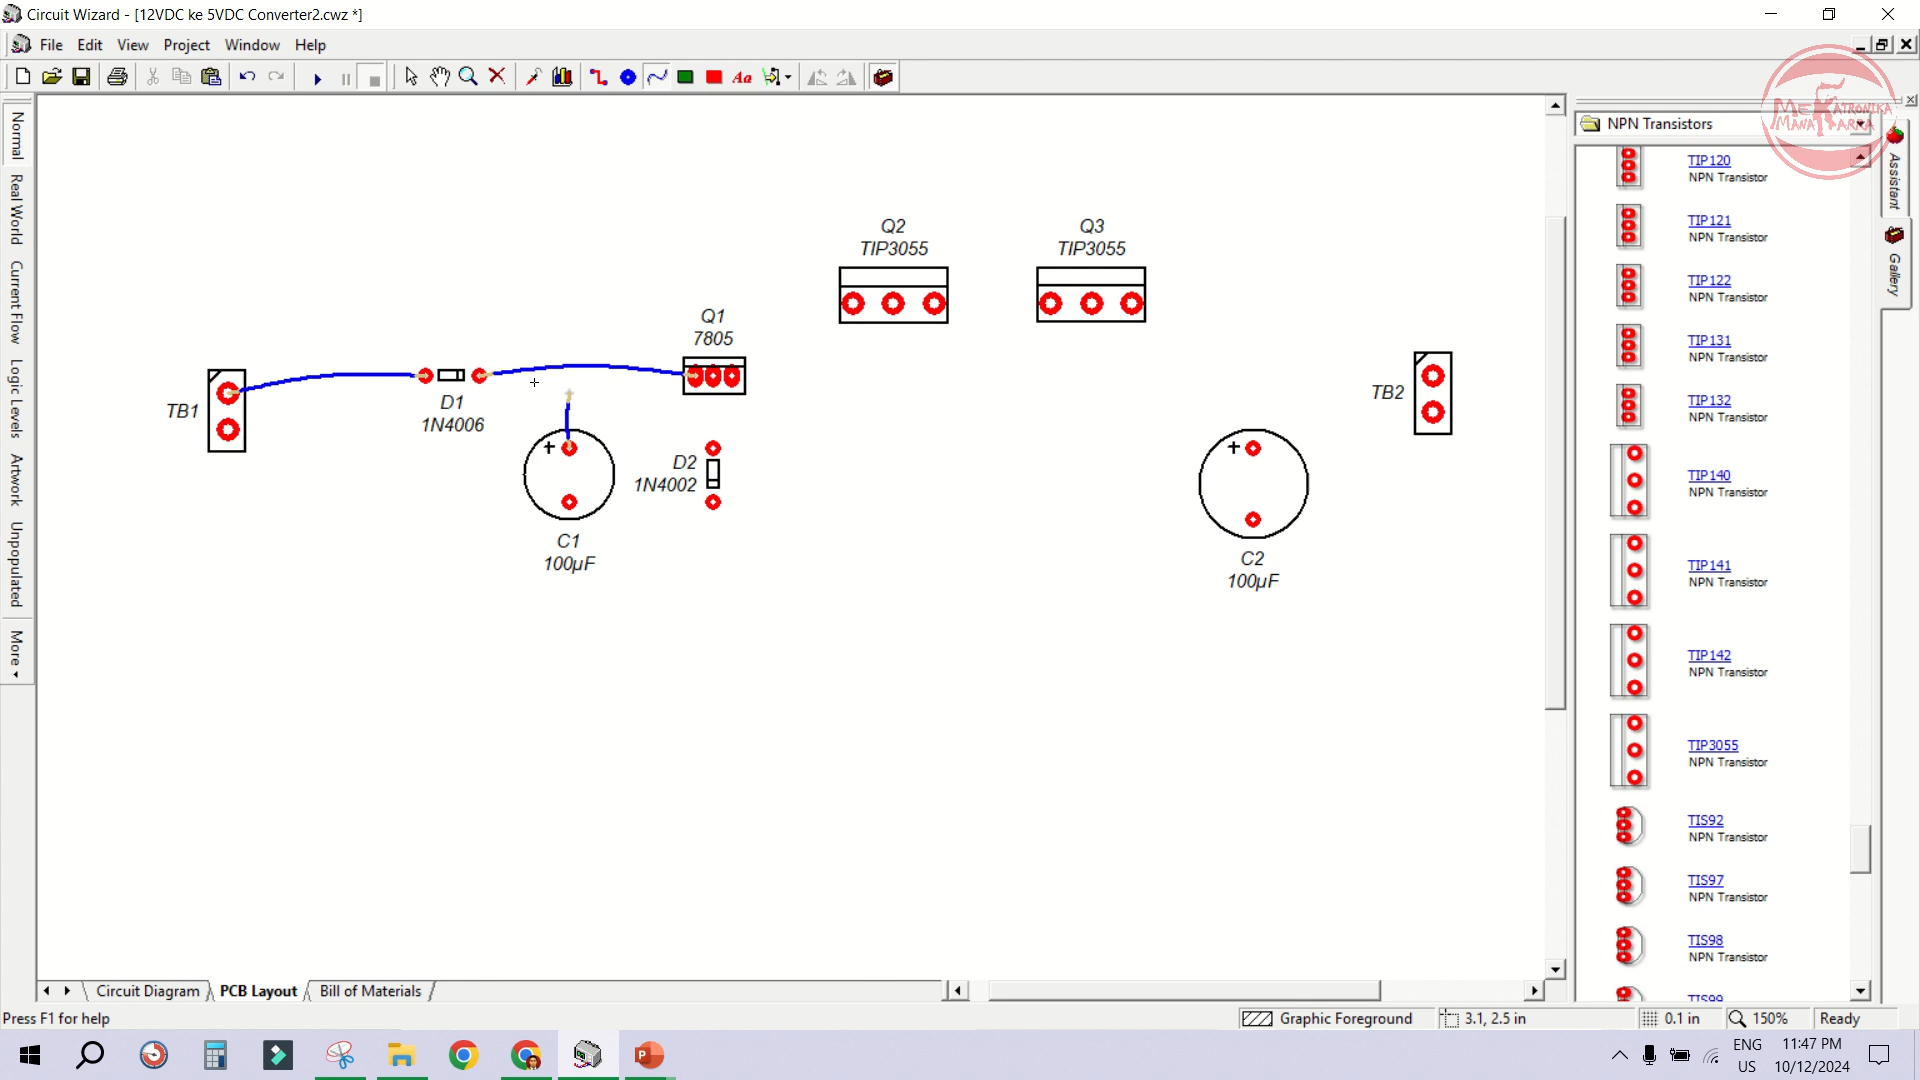 Circuit Wizard - [12VDC ke 5VDC Converter2.cwz *]
File Edit View Project Window Help
Aa
Normal
Real World
Current Flow
Logic Levels
Artwork
Unpopulated
More
TB1
D1
1N4006
+
C1
100µF
Q1
7805
D2
1N4002
Q2
TIP3055
Q3
TIP3055
+
C2
100µF
TB2
NPN Transistors
MEKATRONIKA
MANAKARRA
TIP120
NPN Transistor
TIP121
NPN Transistor
TIP122
NPN Transistor
TIP131
NPN Transistor
TIP132
NPN Transistor
TIP140
NPN Transistor
TIP141
NPN Transistor
TIP142
NPN Transistor
TIP3055
NPN Transistor
TIS92
NPN Transistor
TIS97
NPN Transistor
TIS98
NPN Transistor
TIS99
Assistant
Gallery
Circuit Diagram PCB Layout Bill of Materials
Press F1 for help
Graphic Foreground 3.1, 2.5 in 0.1 in 150% Ready
ENG
US
11:47 PM
10/12/2024